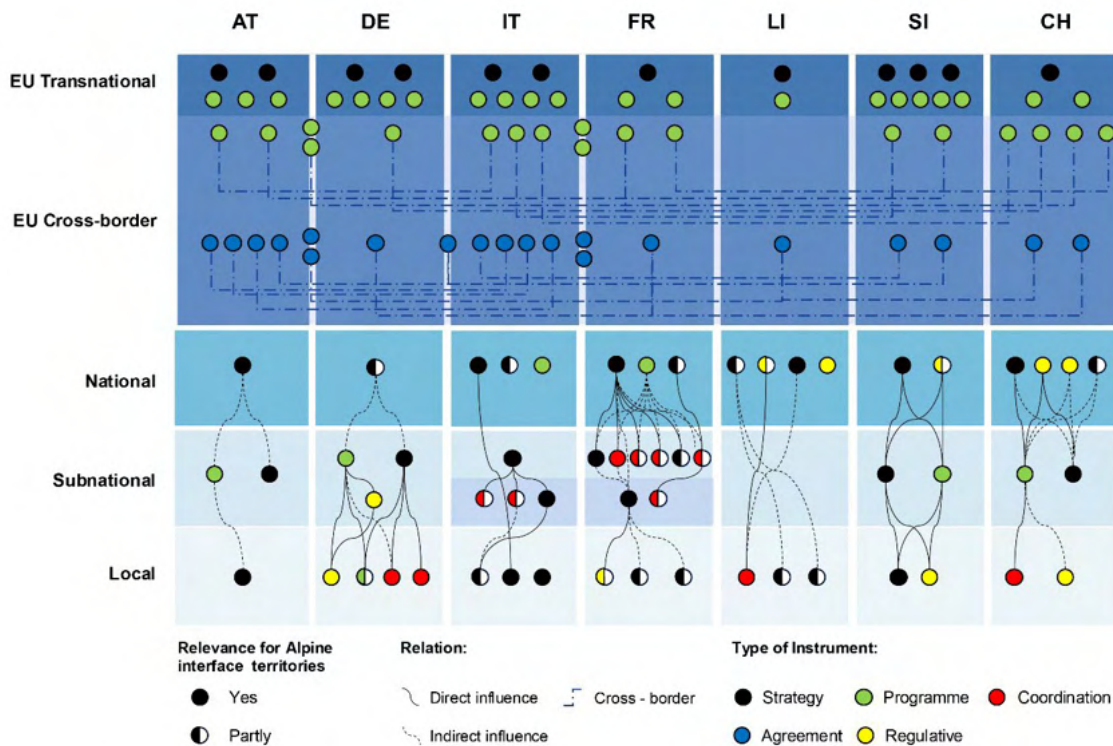 AT DE IT FR LI SI CH
EU Transnational
EU Cross-border
National
Subnational
Local
Relevance for Alpine
interface territories
Yes
Partly
Relation:
Direct influence
Indirect influence
Cross - border
Type of Instrument:
Strategy
Programme
Coordination
Agreement
Regulative